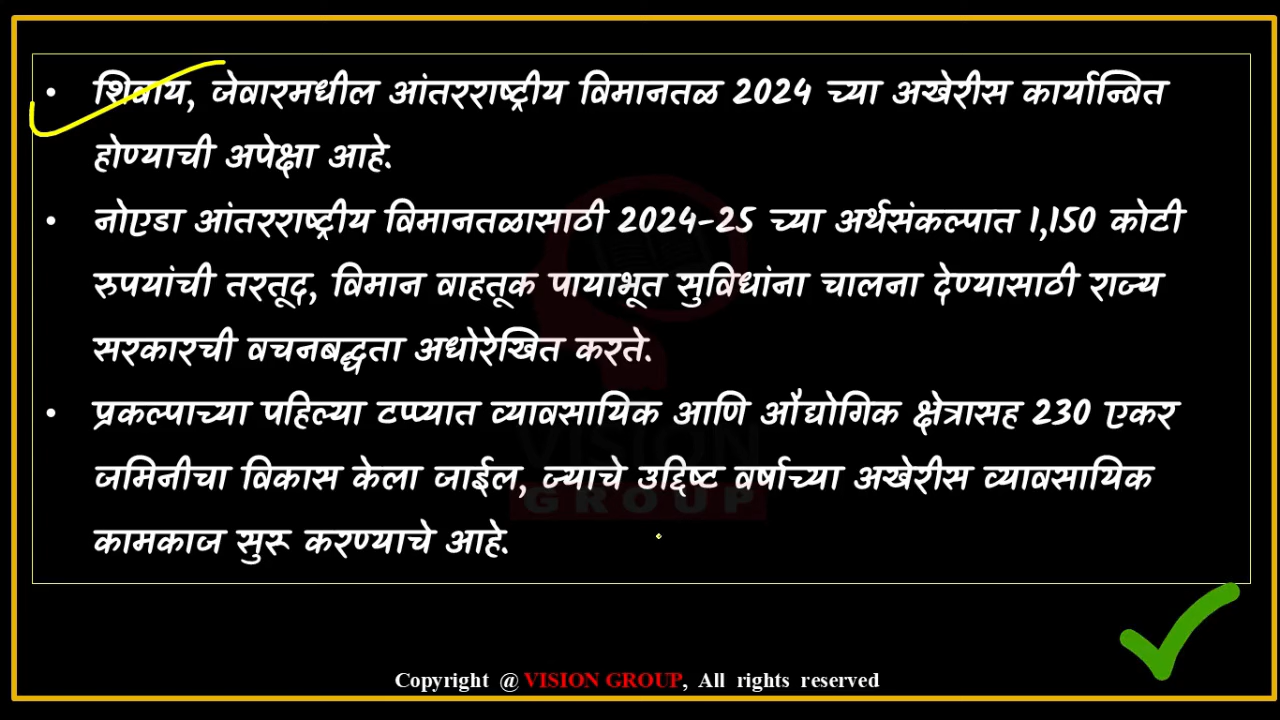 • शिवाय, जेवारमधील आंतरराष्ट्रीय विमानतळ 2024 च्या अखेरीस कार्यान्वित
होण्याची अपेक्षा आहे.
• नोएडा आंतरराष्ट्रीय विमानतळासाठी 2024-25 च्या अर्थसंकल्पात 1,150 कोटी
रुपयांची तरतूद, विमान वाहतूक पायाभूत सुविधांना चालना देण्यासाठी राज्य
सरकारची वचनबद्धता अधोरेखित करते.
• प्रकल्पाच्या पहिल्या टप्प्यात व्यावसायिक आणि औद्योगिक क्षेत्रासह 230 एकर
जमिनीचा विकास केला जाईल, ज्याचे उद्दिष्ट वर्षाच्या अखेरीस व्यावसायिक
कामकाज सुरू करण्याचे आहे.
VISION
GROUP
Copyright @ VISION GROUP, All rights reserved